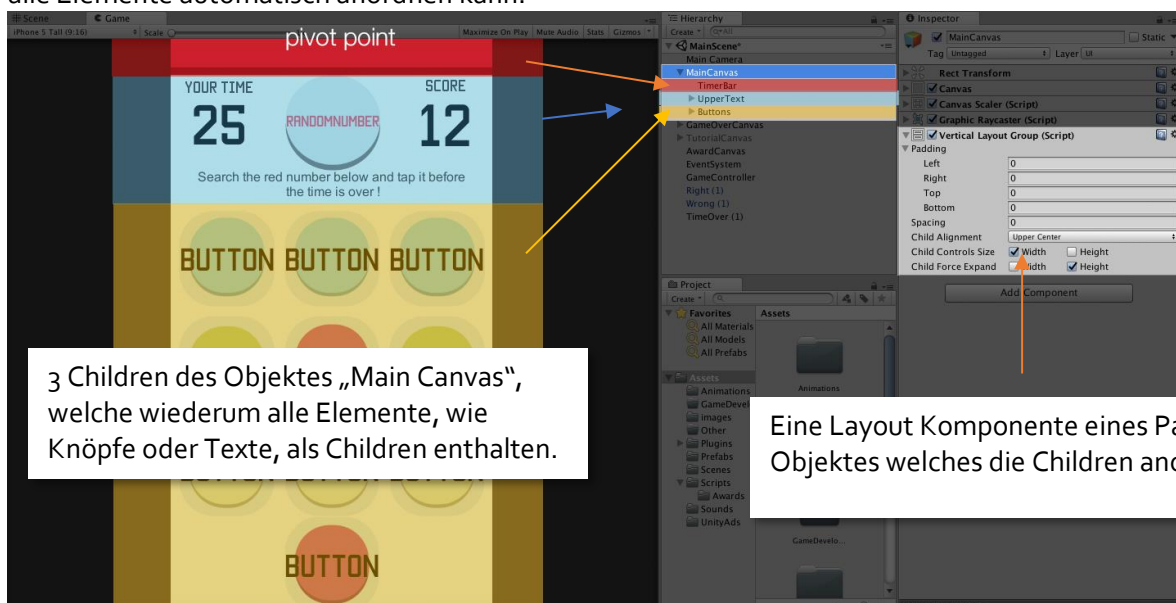 alle Elemente automatisch anordnen kann.
Scene
Game
iPhone 5 Tall (9:16)
Scale
Maximize On Play Mute Audio Stats Gizmos
pivot point
YOUR TIME
SCORE
25
RANDOMNUMBER
12
Search the red number below and tap it before
the time is over !
BUTTON BUTTON BUTTON
BUTTON
Hierarchy
Create
All
MainScene*
Main Camera
MainCanvas
TimerBar
UpperText
Buttons
GameOverCanvas
TutorialCanvas
AwardCanvas
EventSystem
GameController
Right (1)
Wrong (1)
TimeOver (1)
Project
Create
Favorites
All Materials
All Models
All Prefabs
Assets
Animations
GameDevel
Images
Other
Plugins
Prefabs
Scenes
Scripts
Awards
Sounds
UnityAds
Assets
Animations
GameDevelo...
Inspector
MainCanvas
Static
Tag Untagged
Layer UI
Rect Transform
Canvas
Canvas Scaler (Script)
Graphic Raycaster (Script)
Vertical Layout Group (Script)
Padding
Left 0
Right 0
Top 0
Bottom 0
Spacing 0
Child Alignment Upper Center
Child Controls Size Width Height
Child Force Expand Width Height
Add Component
3 Children des Objektes „Main Canvas“,
welche wiederum alle Elemente, wie
Knöpfe oder Texte, als Children enthalten.
Eine Layout Komponente eines Pa
Objektes welches die Children and